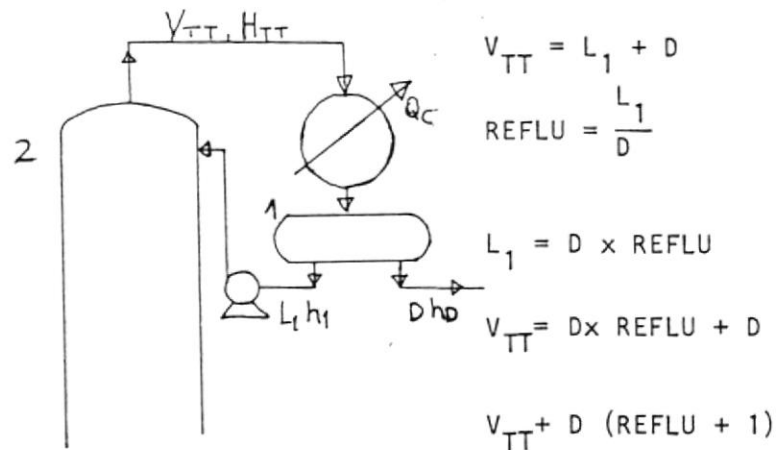 V_TT, H_TT
Q_C
2
1
L_1 h_1
D h_D
V_TT = L_1 + D
REFLU = L_1 / D
L_1 = D x REFLU
V_TT = Dx REFLU + D
V_TT + D (REFLU + 1)